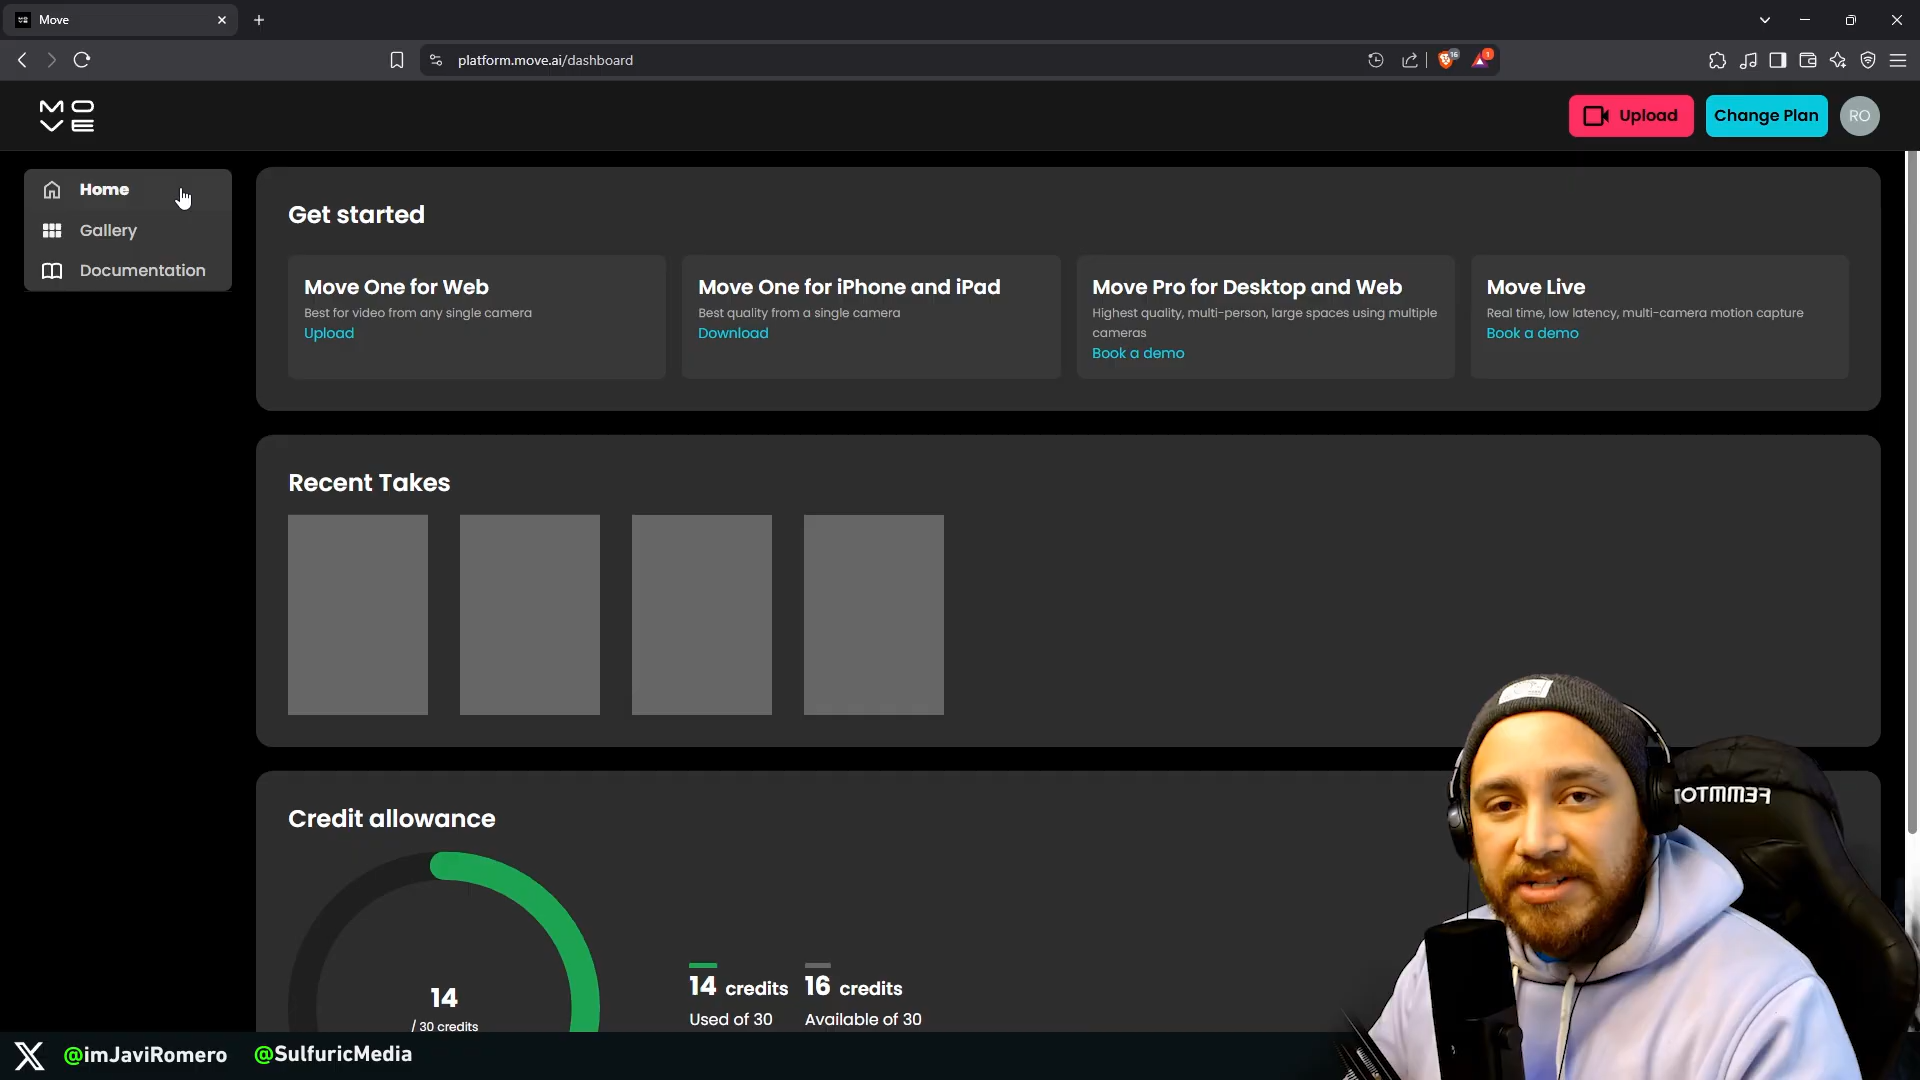 Move
platform.move.ai/dashboard
16
1
MOVE
Upload
Change Plan
RO
Home
Gallery
Documentation
Get started
Move One for Web
Best for video from any single camera
Upload
Move One for iPhone and iPad
Best quality from a single camera
Download
Move Pro for Desktop and Web
Highest quality, multi-person, large spaces using multiple
cameras
Book a demo
Move Live
Real time, low latency, multi-camera motion capture
Book a demo
Recent Takes
Credit allowance
14
/ 30 credits
14 credits
Used of 30
16 credits
Available of 30
@imJaviRomero
@SulfuricMedia